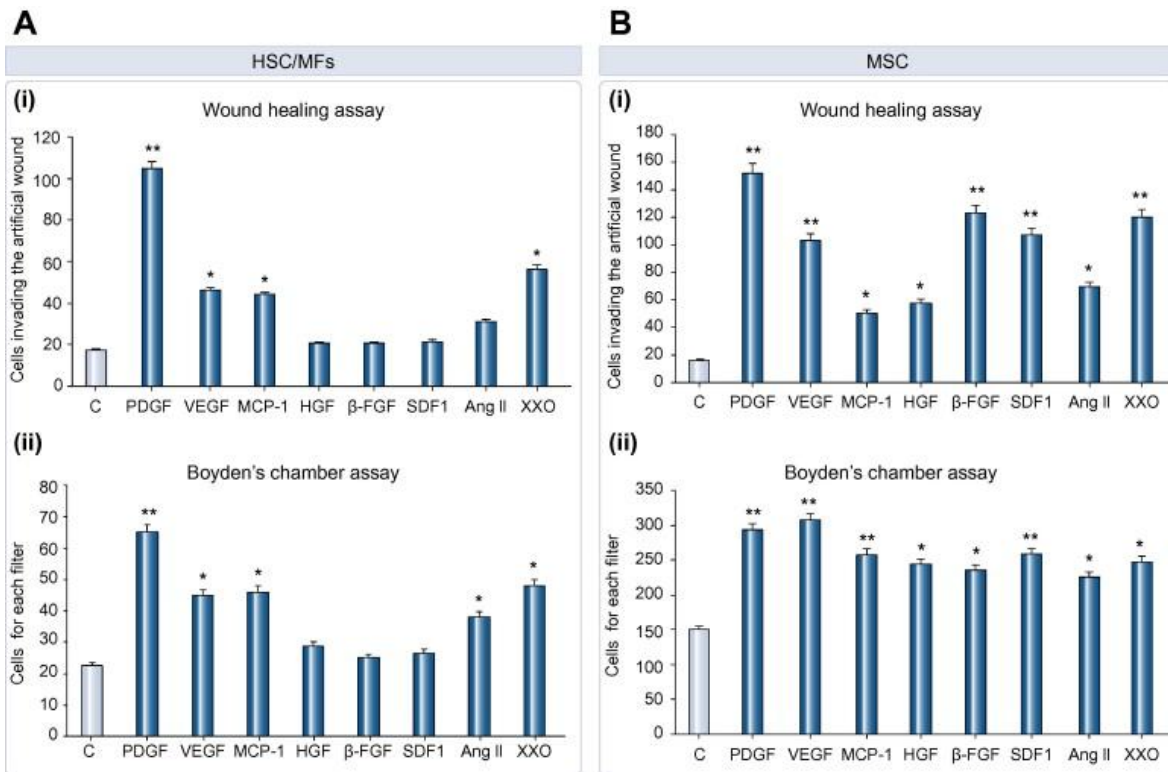 A
HSC/MFs
(i)
Wound healing assay
Cells invading the artificial wound
120
100
80
60
40
20
0
**
*
*
*
C PDGF VEGF MCP-1 HGF β-FGF SDF1 Ang II XXO
(ii)
Boyden's chamber assay
Cells for each filter
80
70
60
50
40
30
20
10
0
**
*
*
*
*
C PDGF VEGF MCP-1 HGF β-FGF SDF1 Ang II XXO
B
MSC
(i)
Wound healing assay
Cells invading the artificial wound
180
160
140
120
100
80
60
40
20
0
**
**
*
*
**
**
*
**
C PDGF VEGF MCP-1 HGF β-FGF SDF1 Ang II XXO
(ii)
Boyden's chamber assay
Cells for each filter
350
300
250
200
150
100
50
0
**
**
**
*
*
**
*
*
C PDGF VEGF MCP-1 HGF β-FGF SDF1 Ang II XXO